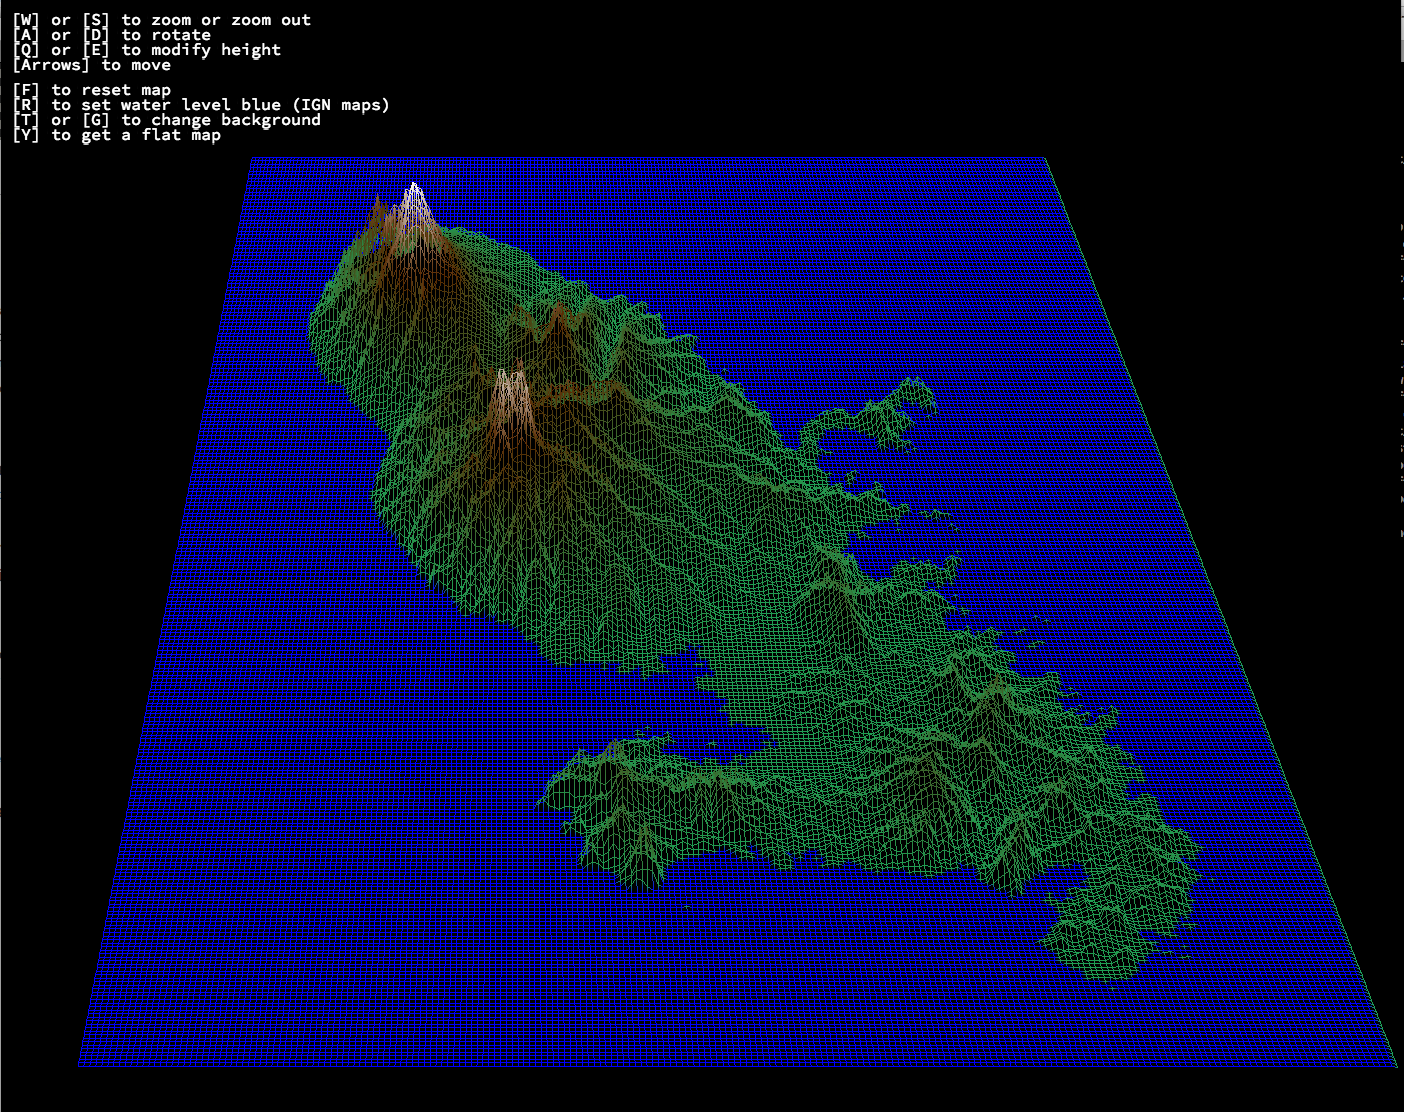 [W] or [S] to zoom or zoom out
[A] or [D] to rotate
[Q] or [E] to modify height
[Arrows] to move
[F] to reset map
[R] to set water level blue (IGN maps)
[T] or [G] to change background
[Y] to get a flat map